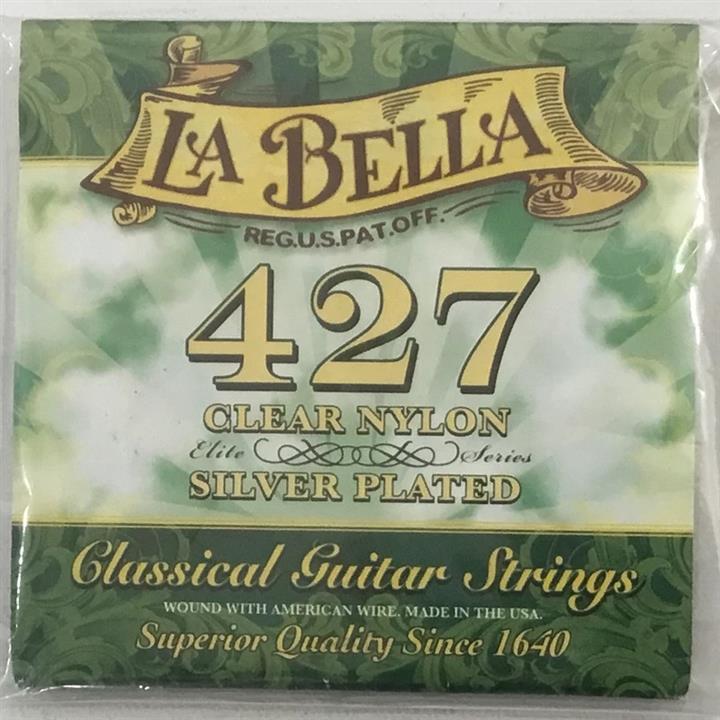 LA BELLA
REG.U.S.PAT.OFF.
427
CLEAR NYLON
Elite Series
SILVER PLATED
Classical Guitar Strings
WOUND WITH AMERICAN WIRE. MADE IN THE USA.
Superior Quality Since 1640